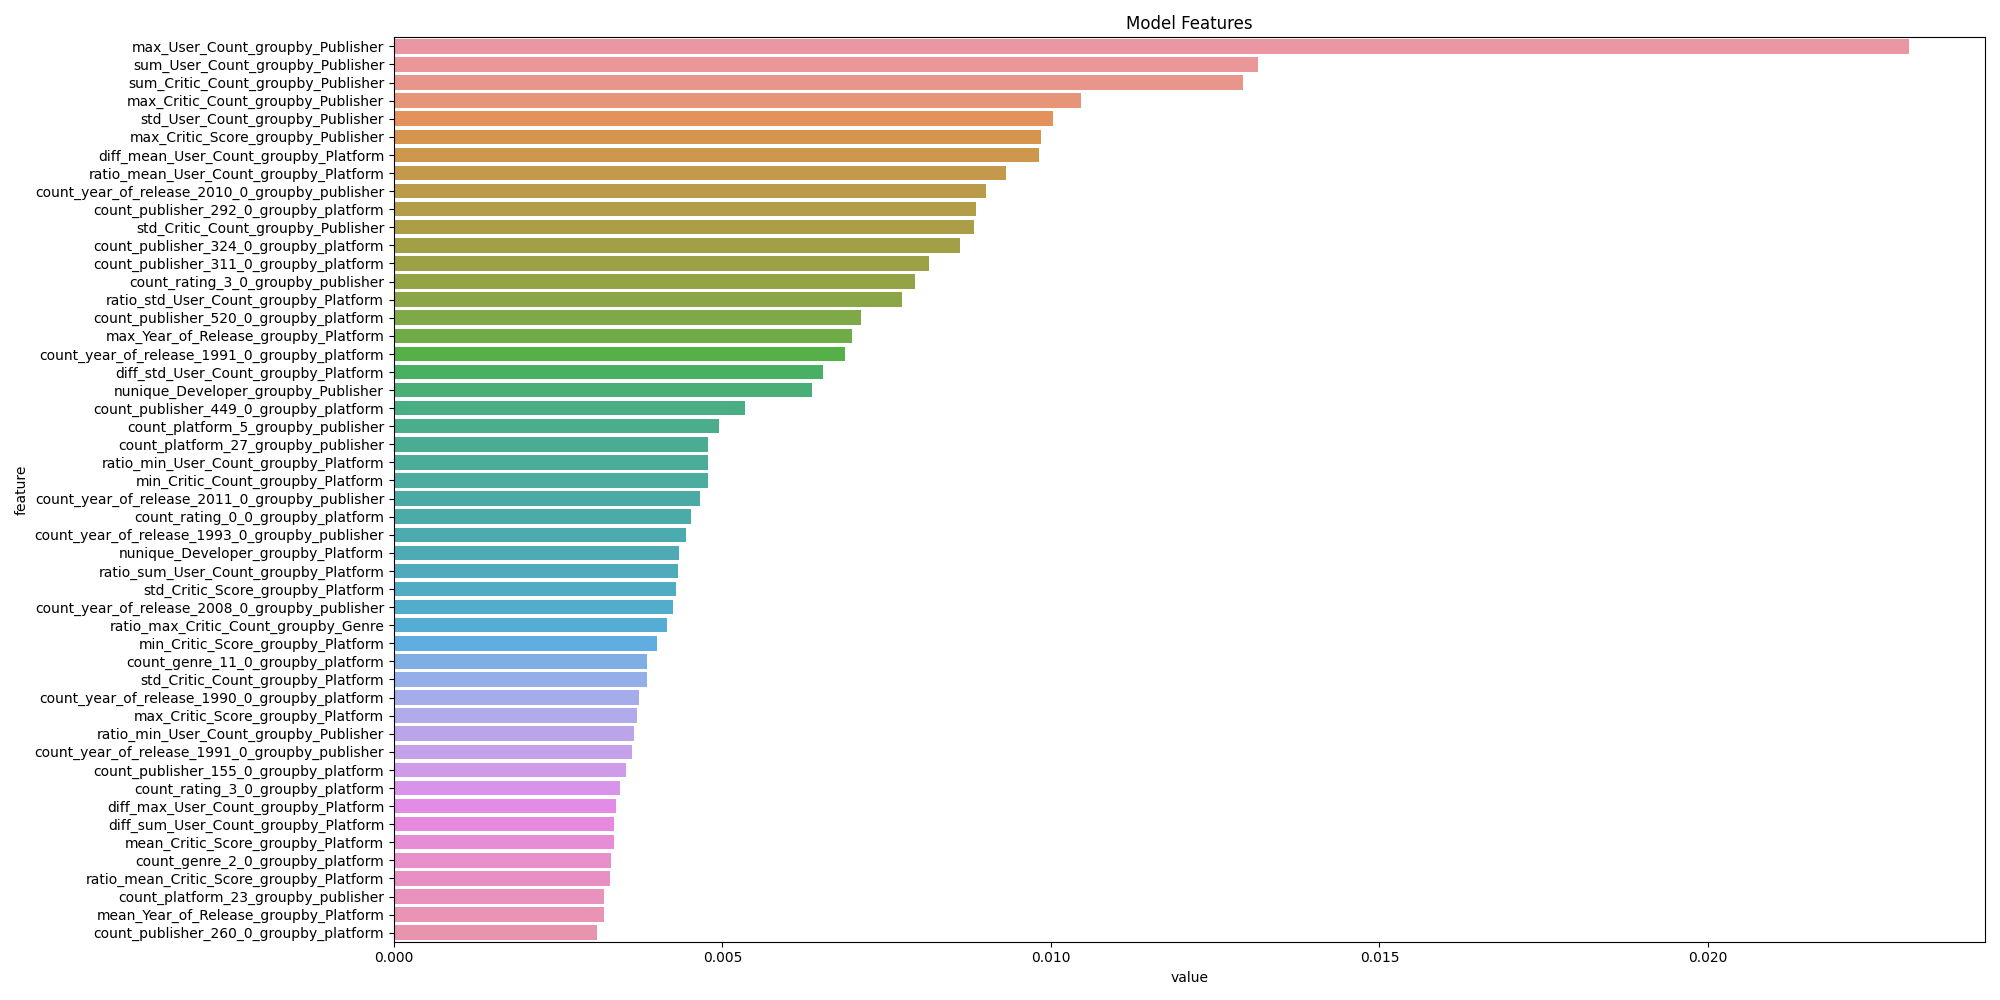 Model Features
max_User_Count_groupby_Publisher
sum_User_Count_groupby_Publisher
sum_Critic_Count_groupby_Publisher
max_Critic_Count_groupby_Publisher
std_User_Count_groupby_Publisher
max_Critic_Score_groupby_Publisher
diff_mean_User_Count_groupby_Platform
ratio_mean_User_Count_groupby_Platform
count_year_of_release_2010_0_groupby_publisher
count_publisher_292_0_groupby_platform
std_Critic_Count_groupby_Publisher
count_publisher_324_0_groupby_platform
count_publisher_311_0_groupby_platform
count_rating_3_0_groupby_publisher
ratio_std_User_Count_groupby_Platform
count_publisher_520_0_groupby_platform
max_Year_of_Release_groupby_Platform
count_year_of_release_1991_0_groupby_platform
diff_std_User_Count_groupby_Platform
nunique_Developer_groupby_Publisher
count_publisher_449_0_groupby_platform
count_platform_5_groupby_publisher
count_platform_27_groupby_publisher
ratio_min_User_Count_groupby_Platform
min_Critic_Count_groupby_Platform
count_year_of_release_2011_0_groupby_publisher
count_rating_0_0_groupby_platform
count_year_of_release_1993_0_groupby_publisher
nunique_Developer_groupby_Platform
ratio_sum_User_Count_groupby_Platform
std_Critic_Score_groupby_Platform
count_year_of_release_2008_0_groupby_publisher
ratio_max_Critic_Count_groupby_Genre
min_Critic_Score_groupby_Platform
count_genre_11_0_groupby_platform
std_Critic_Count_groupby_Platform
count_year_of_release_1990_0_groupby_platform
max_Critic_Score_groupby_Platform
ratio_min_User_Count_groupby_Publisher
count_year_of_release_1991_0_groupby_publisher
count_publisher_155_0_groupby_platform
count_rating_3_0_groupby_platform
diff_max_User_Count_groupby_Platform
diff_sum_User_Count_groupby_Platform
mean_Critic_Score_groupby_Platform
count_genre_2_0_groupby_platform
ratio_mean_Critic_Score_groupby_Platform
count_platform_23_groupby_publisher
mean_Year_of_Release_groupby_Platform
count_publisher_260_0_groupby_platform
feature
0.000 0.005 0.010 0.015 0.020
value